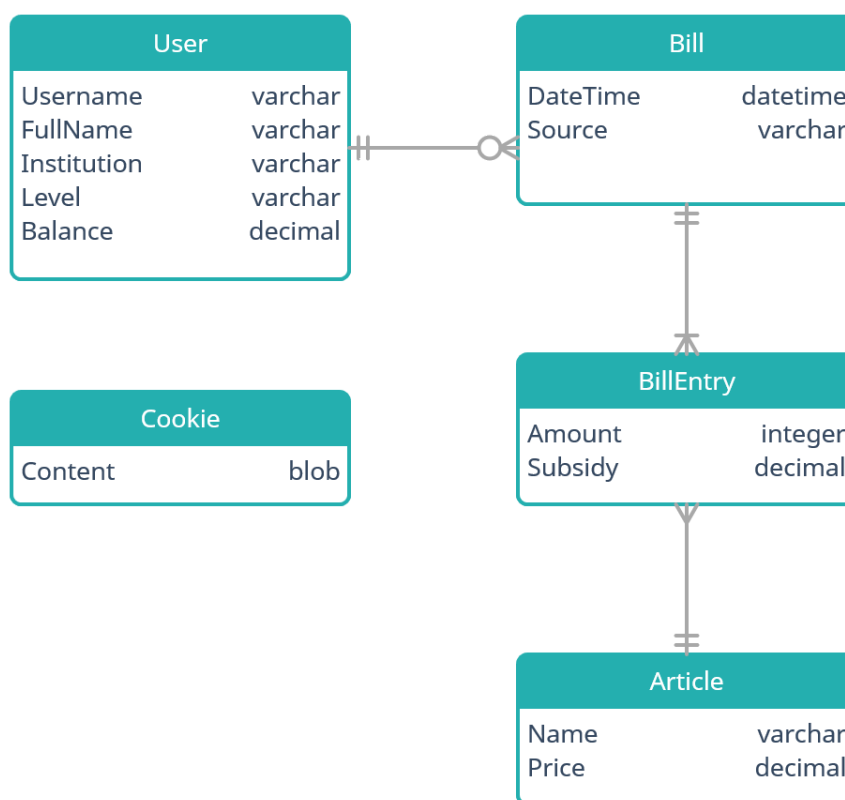 User
Username varchar
FullName varchar
Institution varchar
Level varchar
Balance decimal
Bill
DateTime datetime
Source varchar
Cookie
Content blob
BillEntry
Amount integer
Subsidy decimal
Article
Name varchar
Price decimal